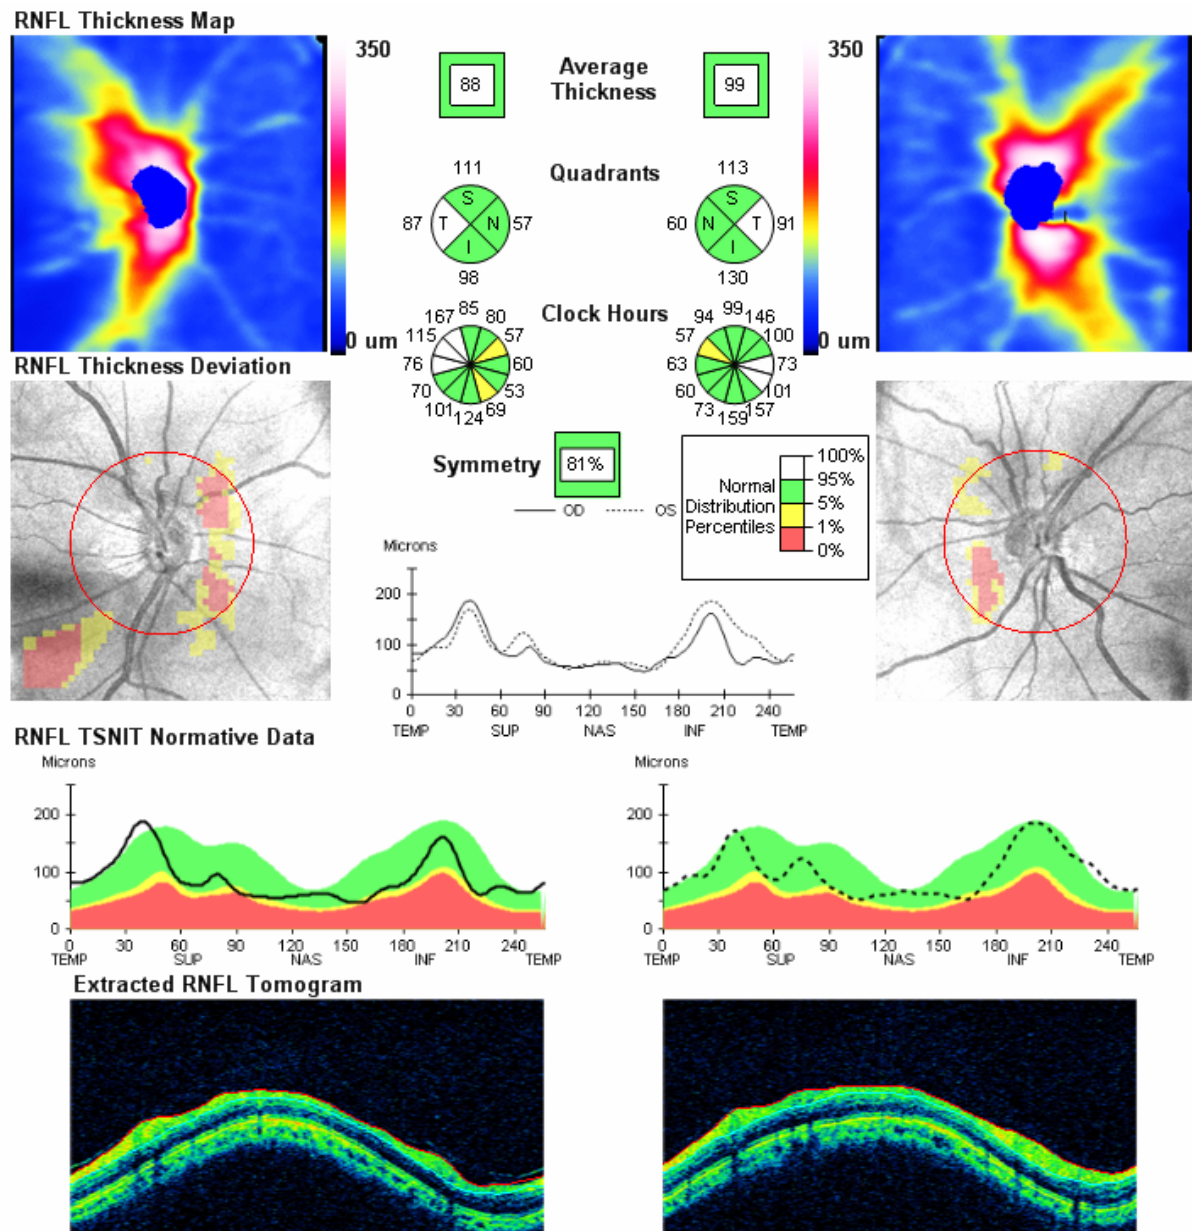 RNFL Thickness Map
350
Average
Thickness
88
99
350
Quadrants
111
S
87 T N 57
I
98
113
S
60 N T 91
I
130
0 um
0 um
Clock Hours
85
167 80
115 57
76 60
70 53
101 69
124
99
94 146
57 100
63 73
60 101
73 157
159
RNFL Thickness Deviation
Symmetry
81%
OD OS
Normal
Distribution
Percentiles
100%
95%
5%
1%
0%
Microns
200
100
0
0 30 60 90 120 150 180 210 240
TEMP SUP NAS INF TEMP
RNFL TSNIT Normative Data
Microns
200
100
0
0 30 60 90 120 150 180 210 240
TEMP SUP NAS INF TEMP
Microns
200
100
0
0 30 60 90 120 150 180 210 240
TEMP SUP NAS INF TEMP
Extracted RNFL Tomogram